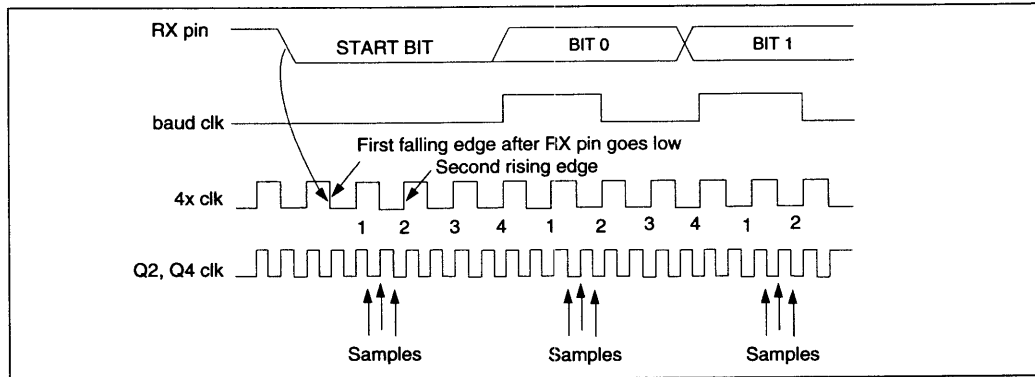 RX pin
START BIT
BIT 0
BIT 1
baud clk
First falling edge after RX pin goes low
Second rising edge
4x clk
1 2 3 4 1 2 3 4 1 2
Q2, Q4 clk
Samples Samples Samples